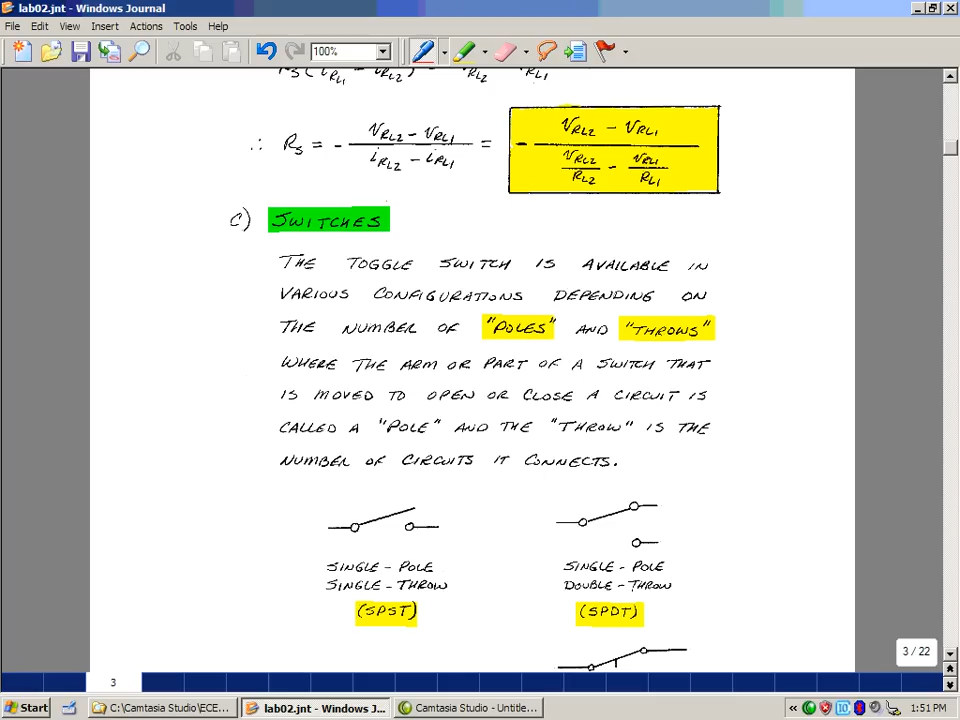 lab02.jnt - Windows Journal
File Edit View Insert Actions Tools Help
100%
∴ Rs = - (VRL2 - VRL1) / (iRL2 - iRL1) = - (VRL2 - VRL1) / (VRL2/RL2 - VRL1/RL1)
C) SWITCHES
THE TOGGLE SWITCH IS AVAILABLE IN
VARIOUS CONFIGURATIONS DEPENDING ON
THE NUMBER OF "POLES" AND "THROWS"
WHERE THE ARM OR PART OF A SWITCH THAT
IS MOVED TO OPEN OR CLOSE A CIRCUIT IS
CALLED A "POLE" AND THE "THROW" IS THE
NUMBER OF CIRCUITS IT CONNECTS.
SINGLE - POLE
SINGLE - THROW
(SPST)
SINGLE - POLE
DOUBLE - THROW
(SPDT)
3 / 22
3
Start
C:\Camtasia Studio\ECE...
lab02.jnt - Windows J...
Camtasia Studio - Untitle...
1:51 PM